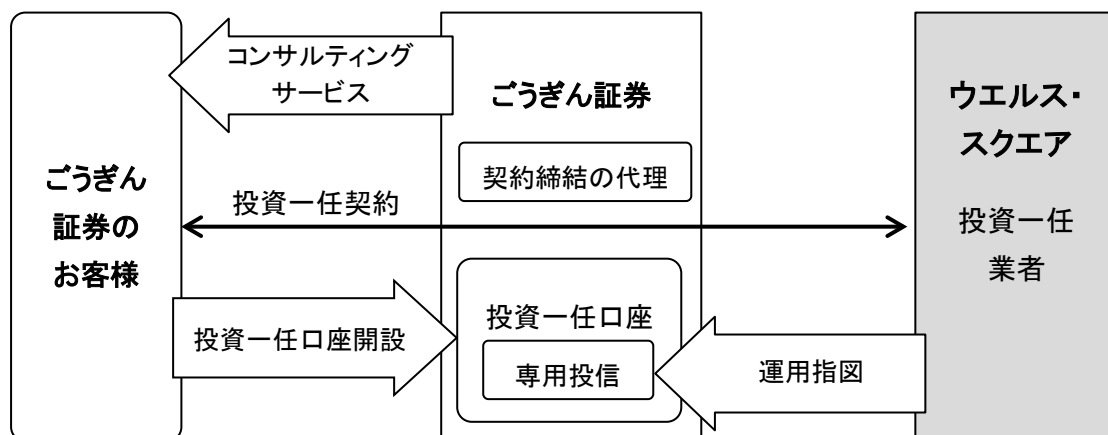 コンサルティング
サービス
ごうぎん証券
ウエルス・
スクエア
契約締結の代理
ごうぎん
証券の
お客様
投資一任契約
投資一任
業者
投資一任口座開設
投資一任口座
専用投信
運用指図